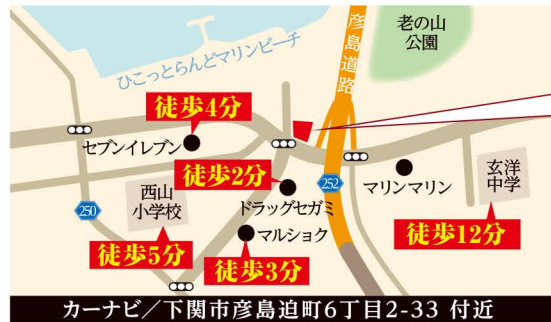 ひこっとらんどマリンビーチ
彦島道路
老の山
公園
徒歩4分
セブンイレブン
徒歩2分
ドラッグセガミ
252
マリンマリン
玄洋
中学
徒歩12分
西山
小学校
250
徒歩5分
マルショク
徒歩3分
カーナビ/下関市彦島迫町6丁目2-33 付近